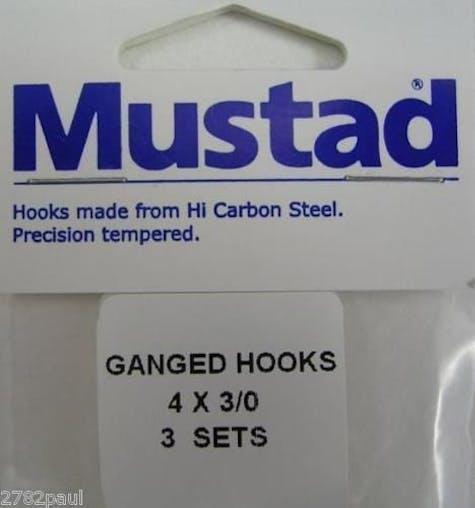 Mustad®
Hooks made from Hi Carbon Steel.
Precision tempered.
GANGED HOOKS
4 X 3/0
3 SETS
2782paul